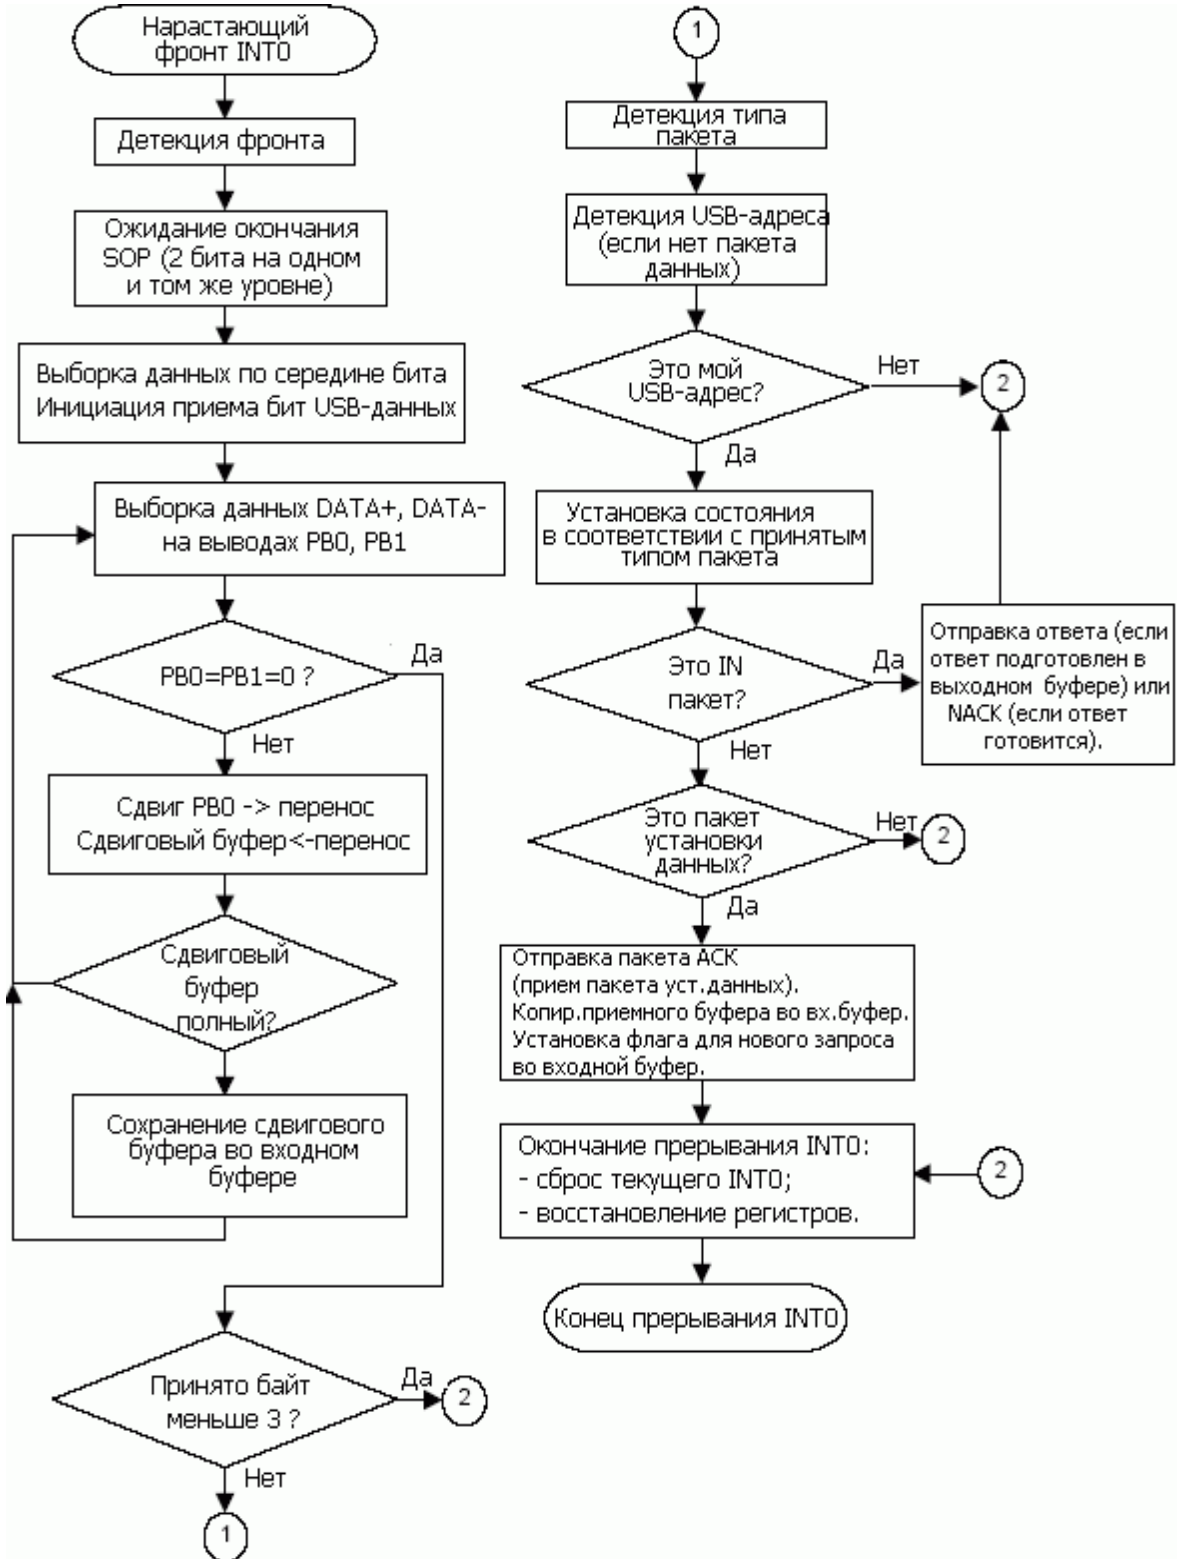 Нарастающий
фронт INT0
Детекция фронта
Ожидание окончания
SOP (2 бита на одном
и том же уровне)
Выборка данных по середине бита
Инициация приема бит USB-данных
Выборка данных DATA+, DATA-
на выводах PB0, PB1
PB0=PB1=0 ?
Да
Нет
Сдвиг PB0 -> перенос
Сдвиговый буфер<-перенос
Сдвиговый
буфер
полный?
Сохранение сдвигового
буфера во входном
буфере
Принято байт
меньше 3 ?
Да
2
Нет
1
1
Детекция типа
пакета
Детекция USB-адреса
(если нет пакета
данных)
Это мой
USB-адрес?
Нет
2
Да
Установка состояния
в соответствии с принятым
типом пакета
Это IN
пакет?
Да
Отправка ответа (если
ответ подготовлен в
выходном буфере) или
NACK (если ответ
готовится).
Нет
Это пакет
установки
данных?
Нет
2
Да
Отправка пакета ACK
(прием пакета уст.данных).
Копир.приемного буфера во вх.буфер.
Установка флага для нового запроса
во входной буфер.
Окончание прерывания INT0:
- сброс текущего INT0;
- восстановление регистров.
2
Конец прерывания INT0